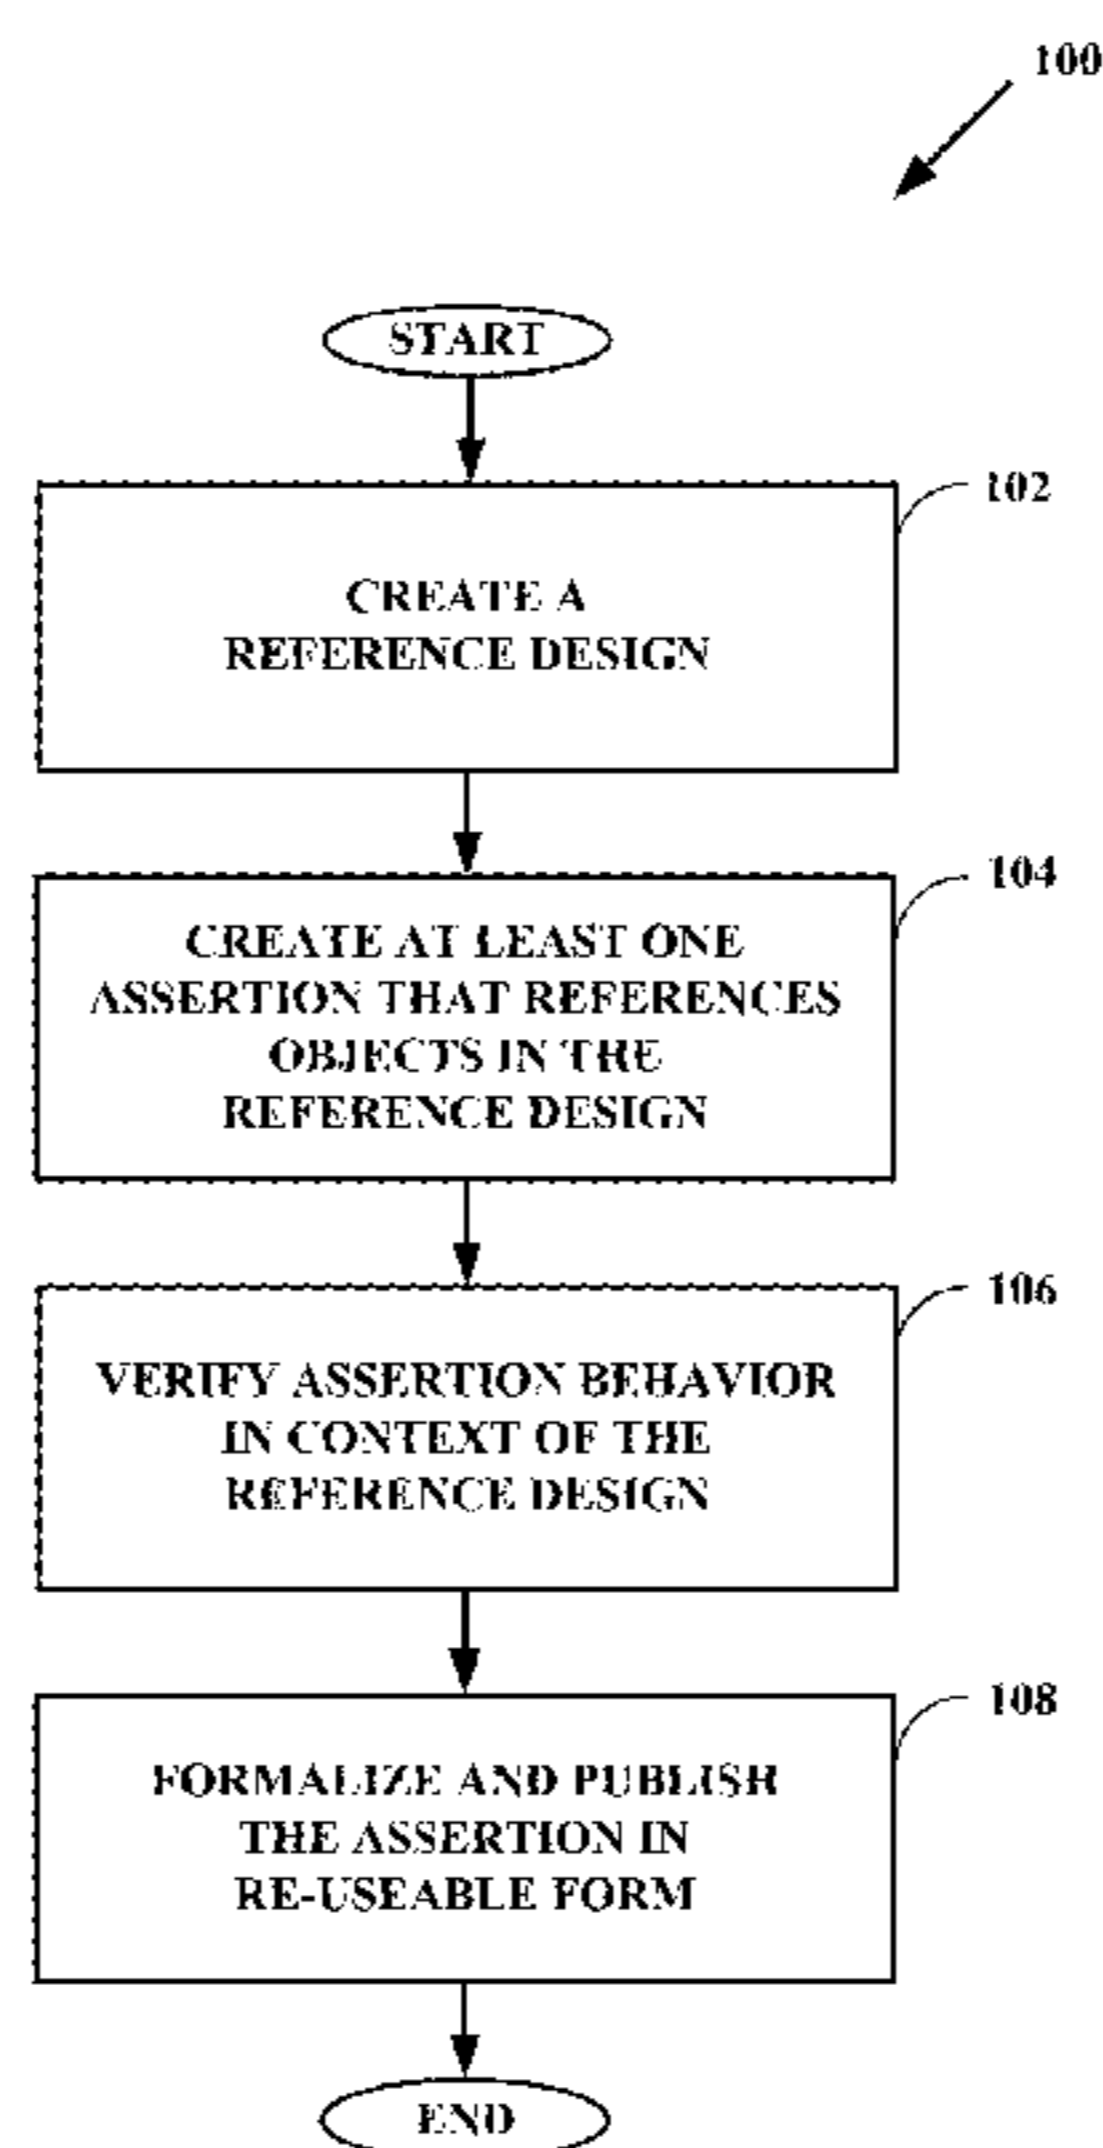 100
START
102
CREATE A
REFERENCE DESIGN
104
CREATE AT LEAST ONE
ASSERTION THAT REFERENCES
OBJECTS IN THE
REFERENCE DESIGN
106
VERIFY ASSERTION BEHAVIOR
IN CONTEXT OF THE
REFERENCE DESIGN
108
FORMALIZE AND PUBLISH
THE ASSERTION IN
RE-USEABLE FORM
END